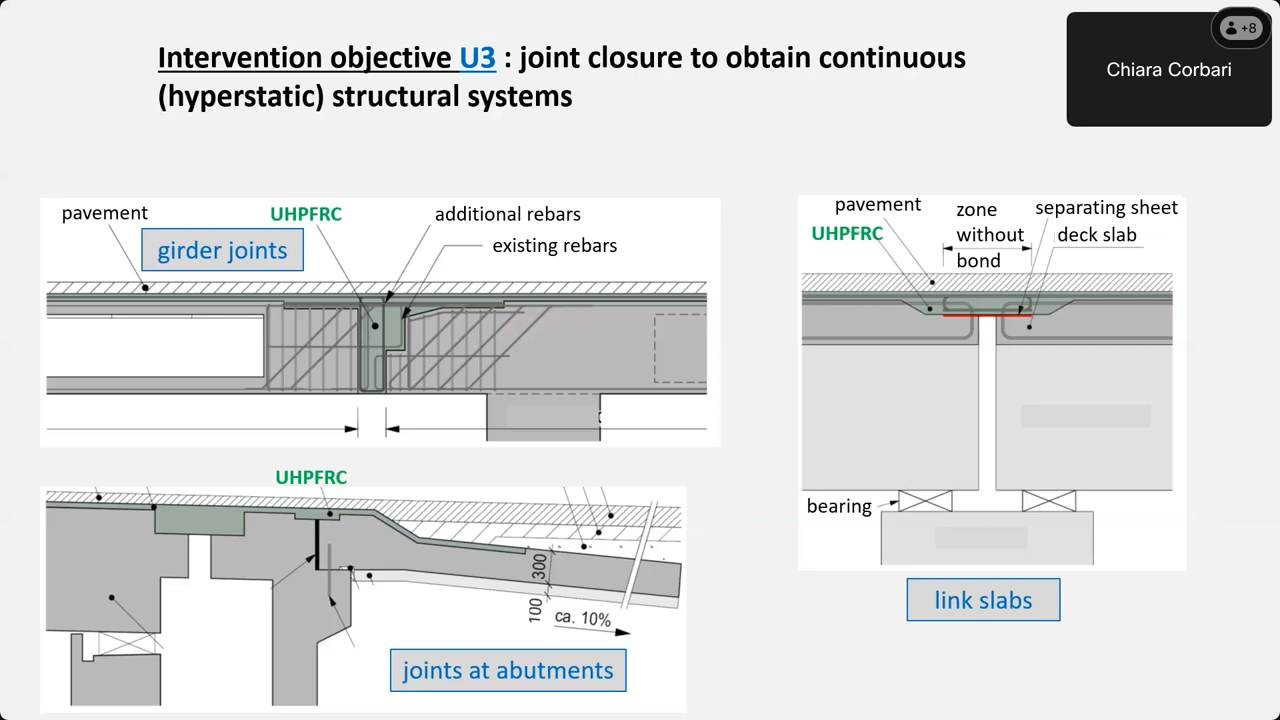 Intervention objective U3 : joint closure to obtain continuous
(hyperstatic) structural systems
+8
Chiara Corbari
pavement
UHPFRC
additional rebars
girder joints
existing rebars
UHPFRC
300
100
ca. 10%
joints at abutments
pavement
zone
without
bond
separating sheet
UHPFRC
deck slab
bearing
link slabs